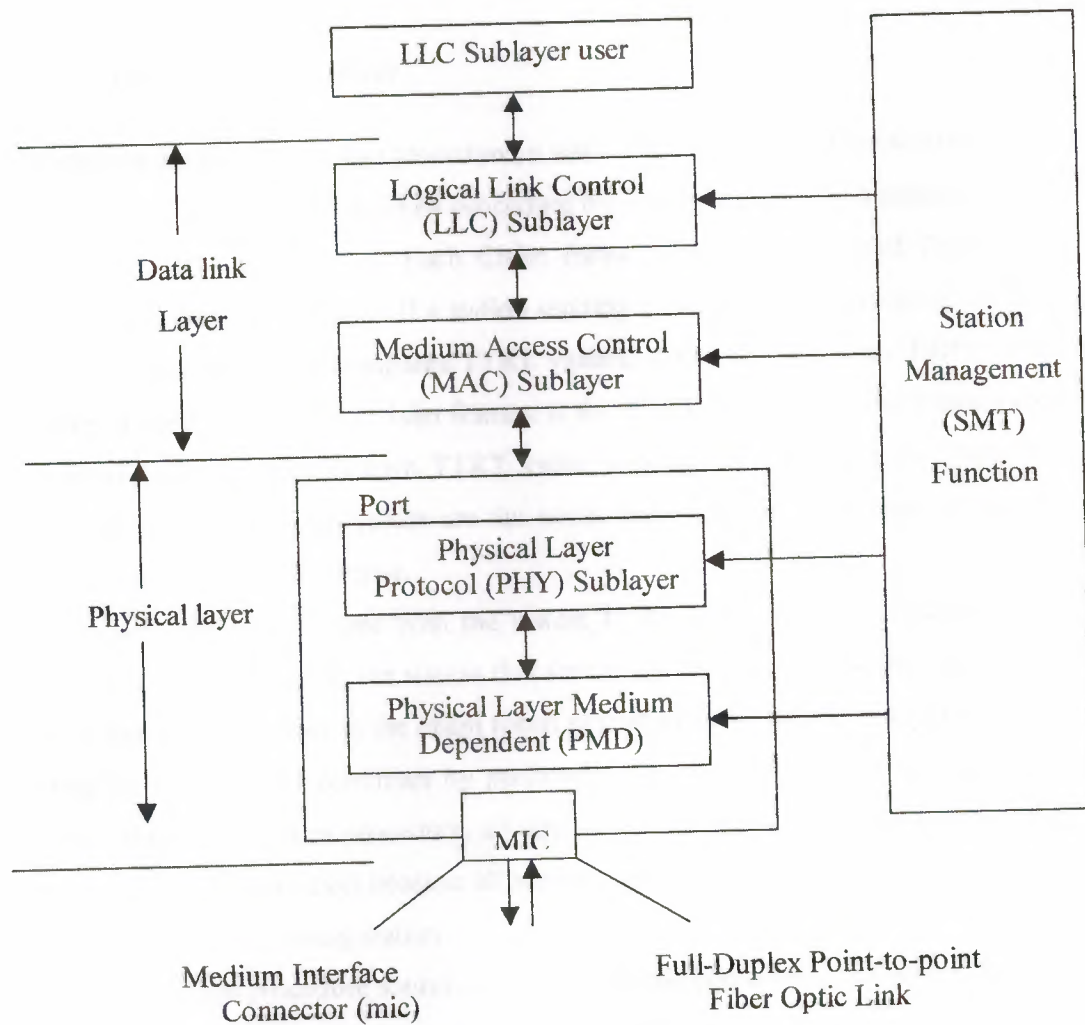 LLC Sublayer user
Logical Link Control
(LLC) Sublayer
Data link
Layer
Medium Access Control
(MAC) Sublayer
Station
Management
(SMT)
Function
Port
Physical Layer
Protocol (PHY) Sublayer
Physical layer
Physical Layer Medium
Dependent (PMD)
MIC
Medium Interface
Connector (mic)
Full-Duplex Point-to-point
Fiber Optic Link